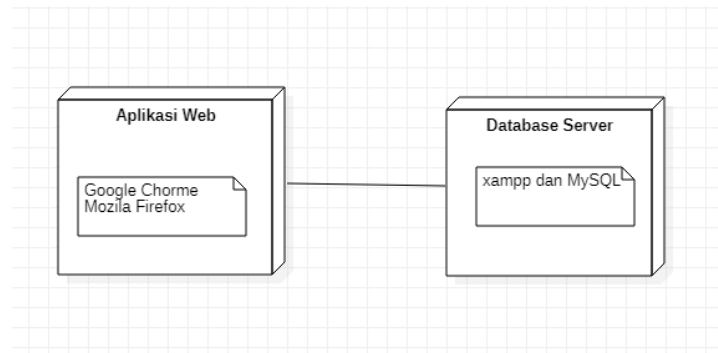 Aplikasi Web
Google Chorme
Mozila Firefox
Database Server
xampp dan MySQL